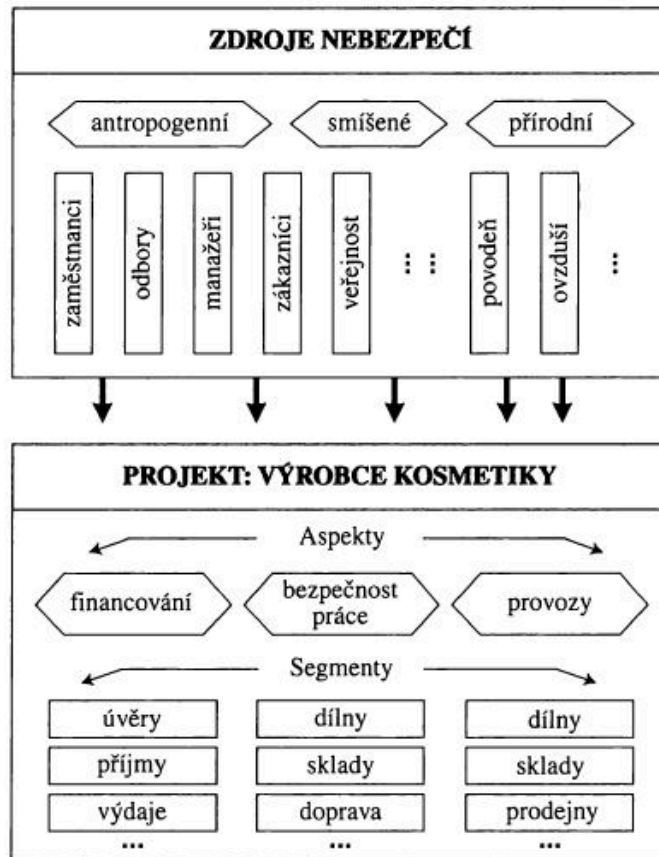 ZDROJE NEBEZPEČÍ
antropogenní smíšené přírodní
zaměstnanci
odbory
manažeři
zákazníci
veřejnost
... ...
povodeň
ovzduší
...
PROJEKT: VÝROBCE KOSMETIKY
Aspekty
financování bezpečnost práce provozy
Segmenty
úvěry dílny dílny
příjmy sklady sklady
výdaje doprava prodejny
... ... ...